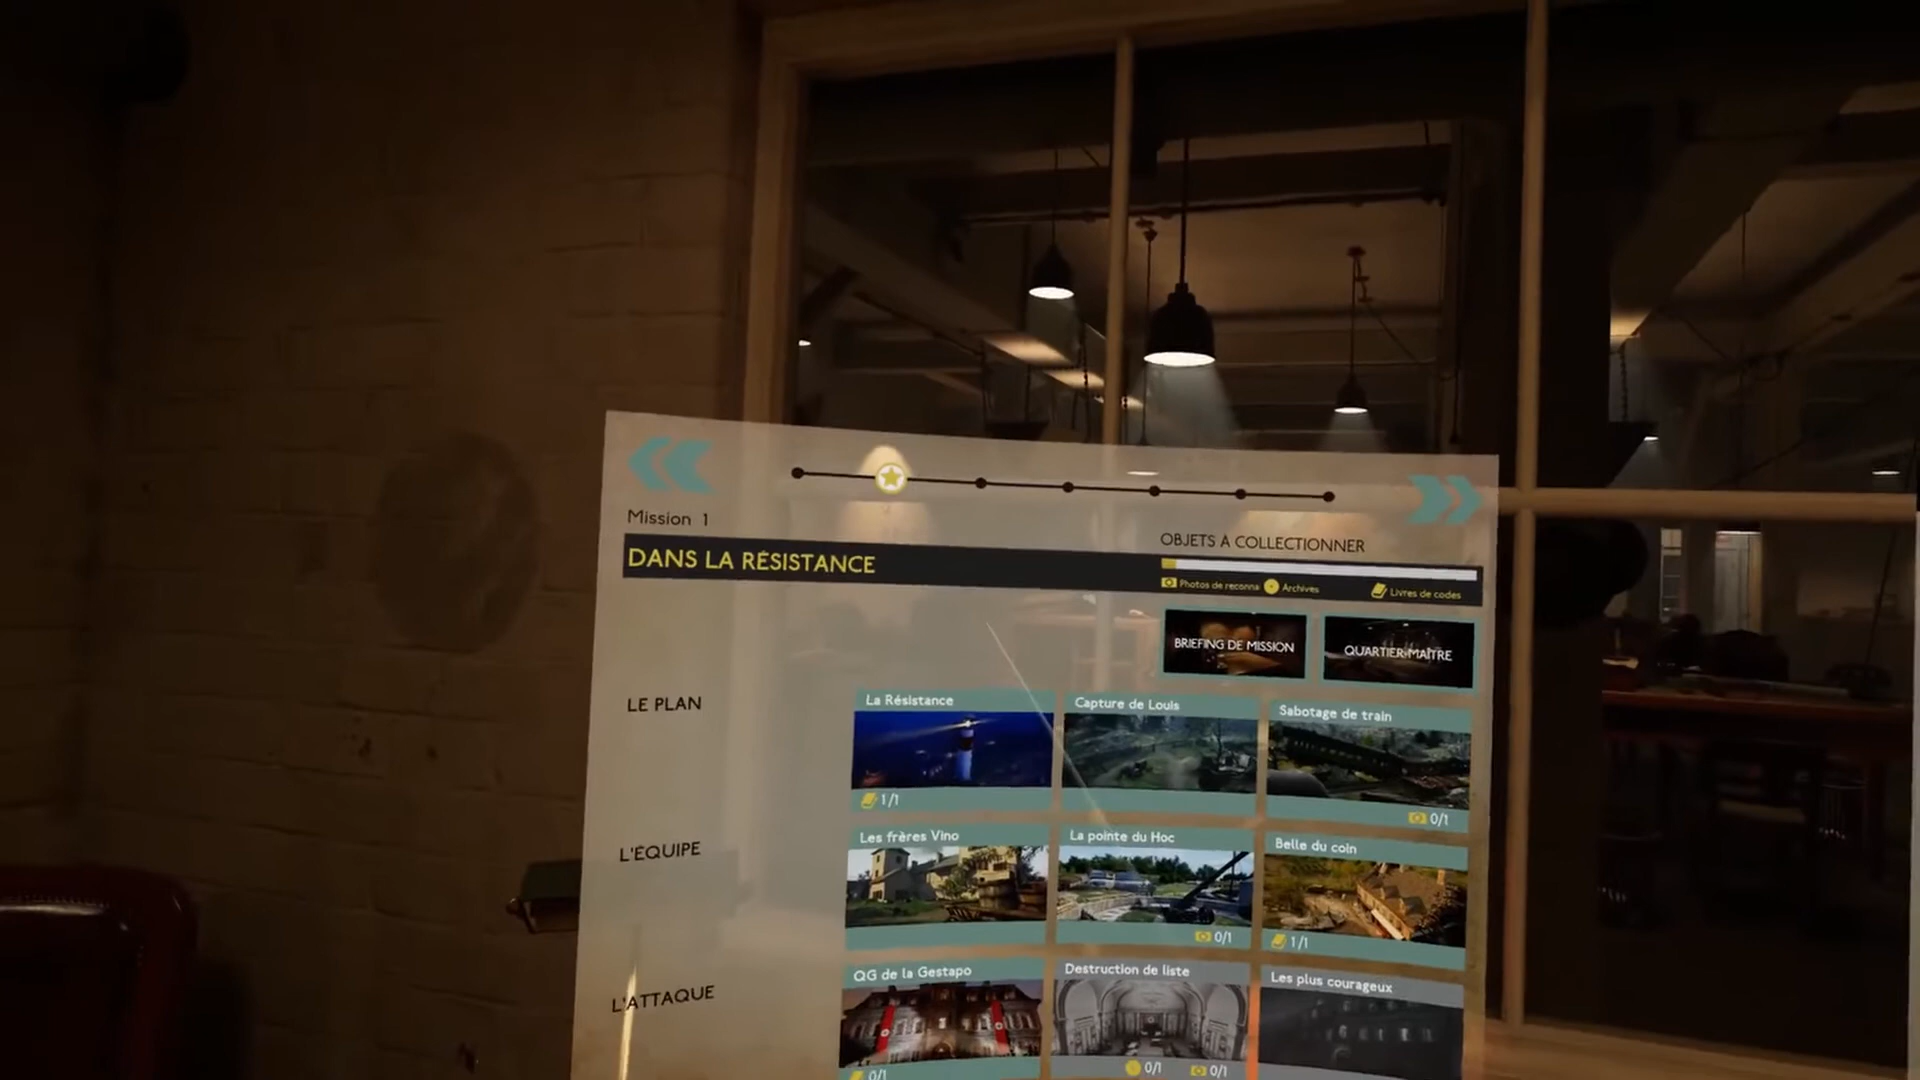 Mission 1
DANS LA RÉSISTANCE
OBJETS À COLLECTIONNER
Photos de reconna Archives Livres de codes
BRIEFING DE MISSION
QUARTIER-MAÎTRE
LE PLAN
La Résistance
1/1
Capture de Louis
Sabotage de train
0/1
L'ÉQUIPE
Les frères Vino
La pointe du Hoc
0/1
Belle du coin
1/1
L'ATTAQUE
QG de la Gestapo
0/1
Destruction de liste
0/1 0/1
Les plus courageux